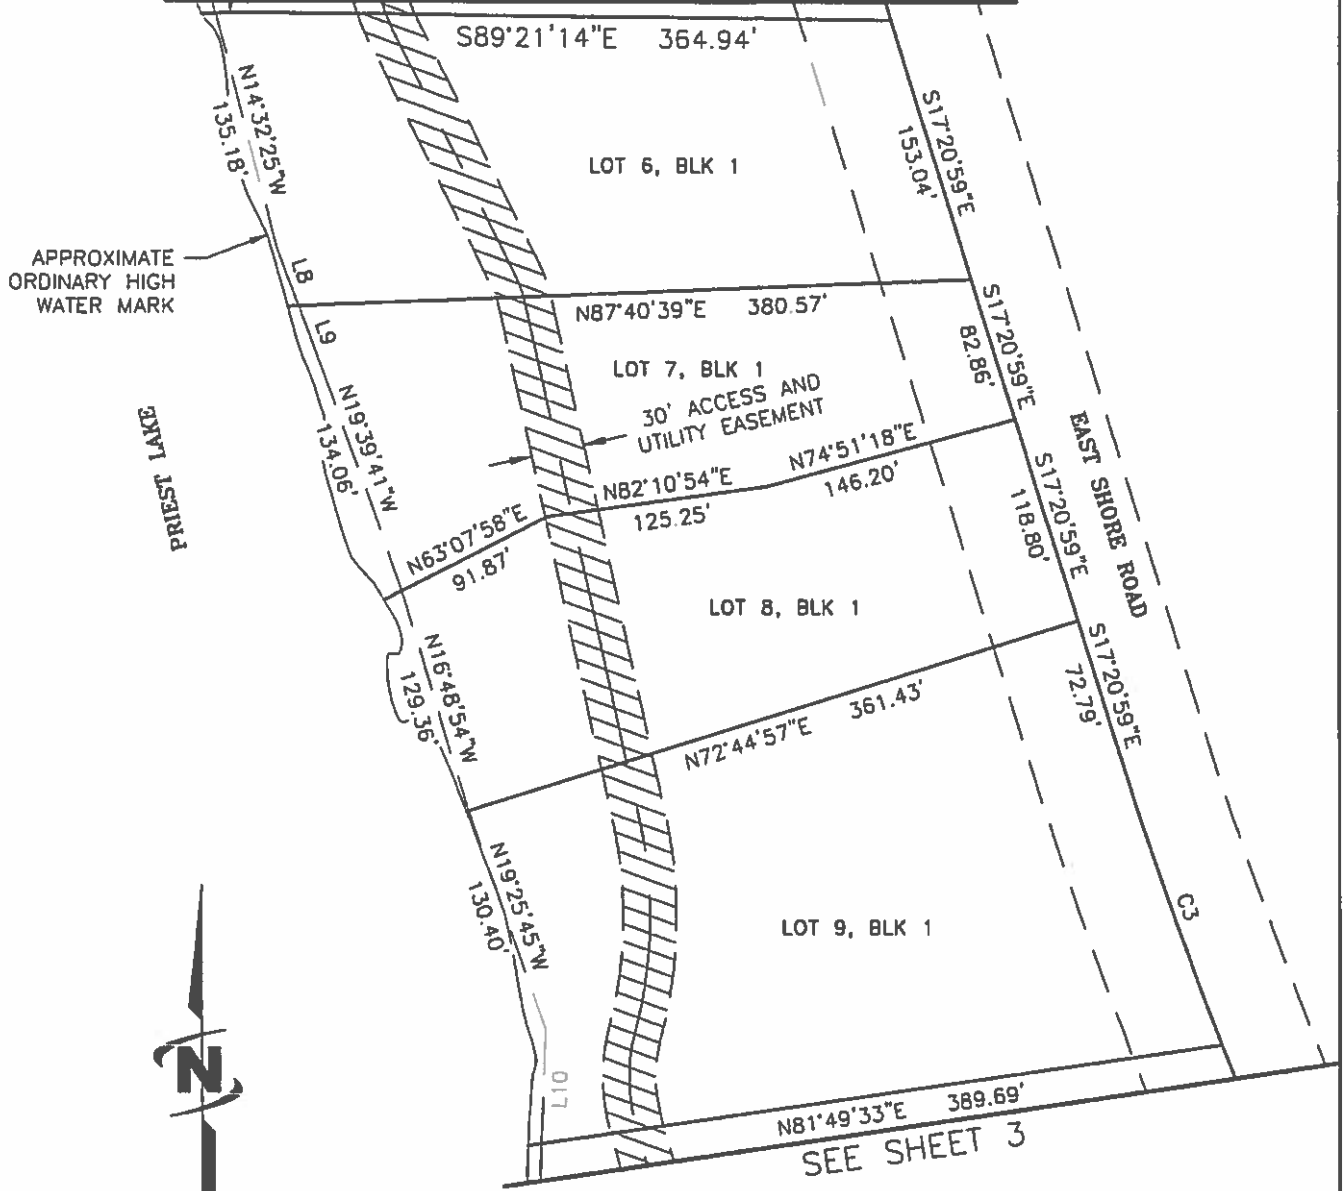 S89°21'14"E 364.94'
N14°32'25"W
135.18'
S17°20'59"E
153.04'
LOT 6, BLK 1
APPROXIMATE
ORDINARY HIGH
WATER MARK
L8
N87°40'39"E 380.57'
L9
S17°20'59"E
82.86'
LOT 7, BLK 1
30' ACCESS AND
UTILITY EASEMENT
N19°39'41"W
134.06'
PRIEST LAKE
EAST SHORE ROAD
N74°51'18"E
146.20'
N82°10'54"E
125.25'
N63°07'58"E
91.87'
S17°20'59"E
118.80'
LOT 8, BLK 1
N16°48'54"W
129.36'
S17°20'59"E
72.79'
N72°44'57"E 361.43'
N19°25'45"W
130.40'
LOT 9, BLK 1
C3
N
L10
N81°49'33"E 389.69'
SEE SHEET 3